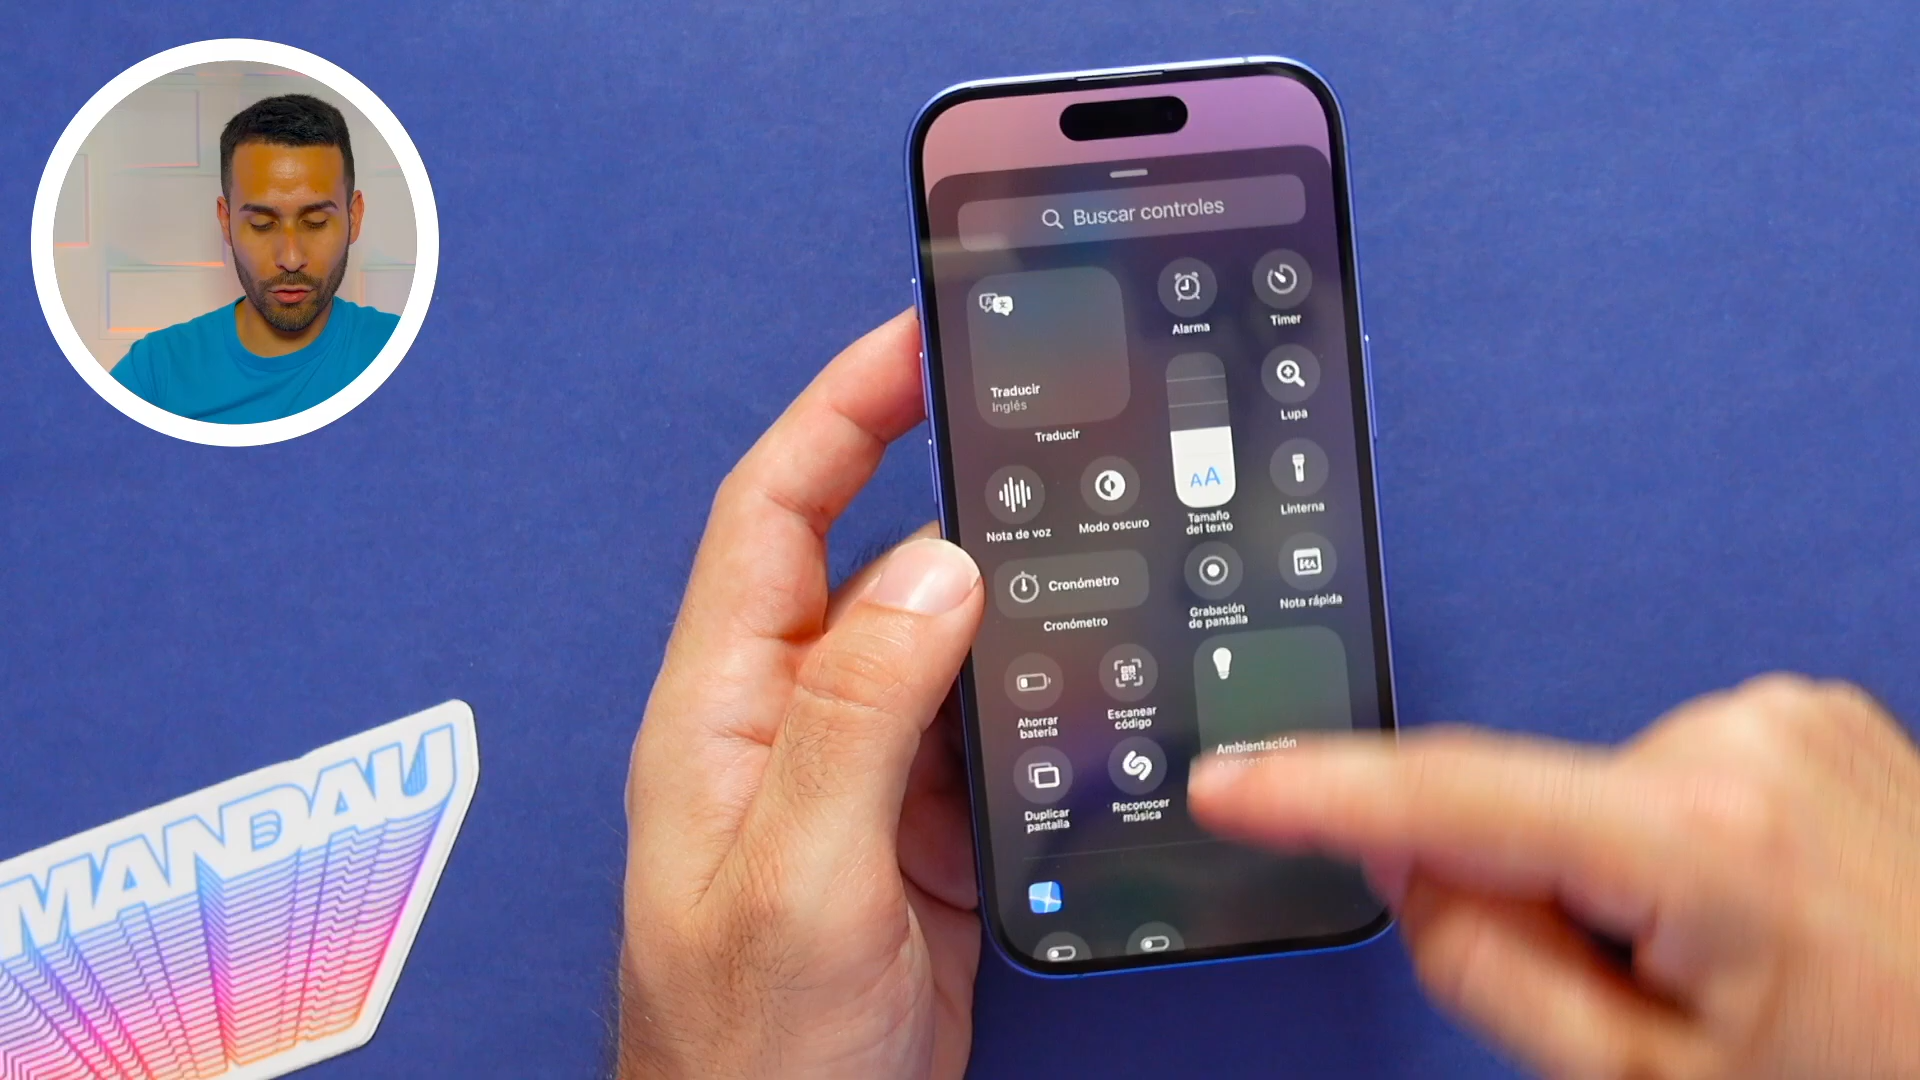 Buscar controles
Alarma
Timer
Traducir
Inglés
Traducir
Lupa
AA
Tamaño
del texto
Linterna
Nota de voz
Modo oscuro
Cronómetro
Cronómetro
Grabación
de pantalla
Nota rápida
Ahorrar
batería
Escanear
código
Ambientación
Duplicar
pantalla
Reconocer
música
MANDAU